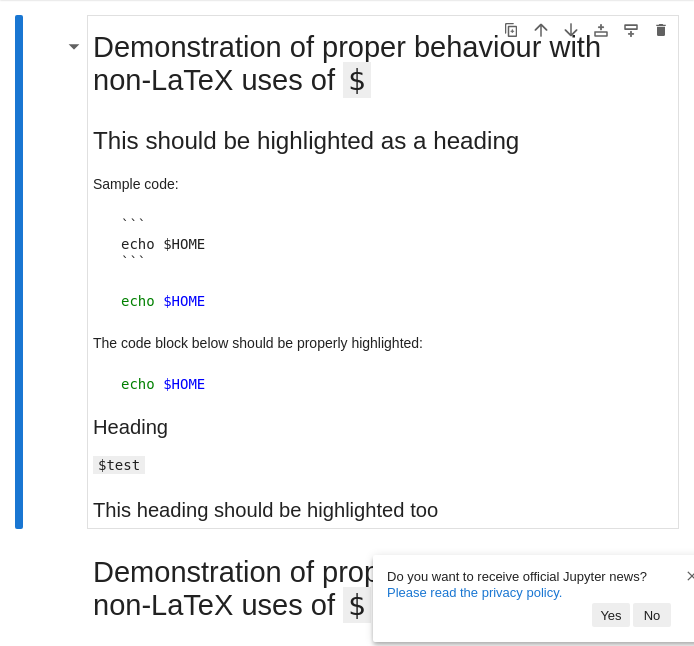 Demonstration of proper behaviour with
non-LaTeX uses of $
This should be highlighted as a heading
Sample code:
```
echo $HOME
```
echo $HOME
The code block below should be properly highlighted:
echo $HOME
Heading
$test
This heading should be highlighted too
Demonstration of prop
non-LaTeX uses of $
Do you want to receive official Jupyter news?
Please read the privacy policy.
Yes No